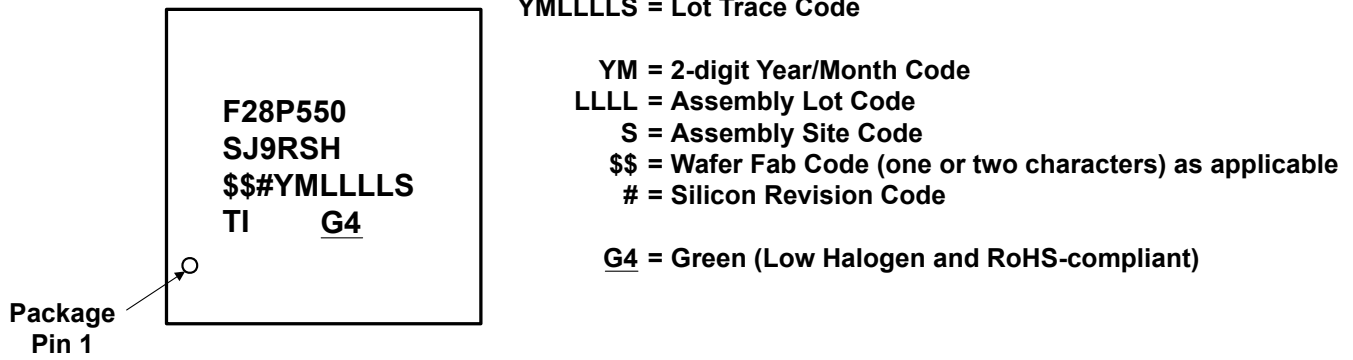 F28P550
SJ9RSH
$$#YMLLLLS
TI G4
Package
Pin 1
YMLLLLS = Lot Trace Code
YM = 2-digit Year/Month Code
LLLL = Assembly Lot Code
S = Assembly Site Code
$$ = Wafer Fab Code (one or two characters) as applicable
# = Silicon Revision Code
G4 = Green (Low Halogen and RoHS-compliant)